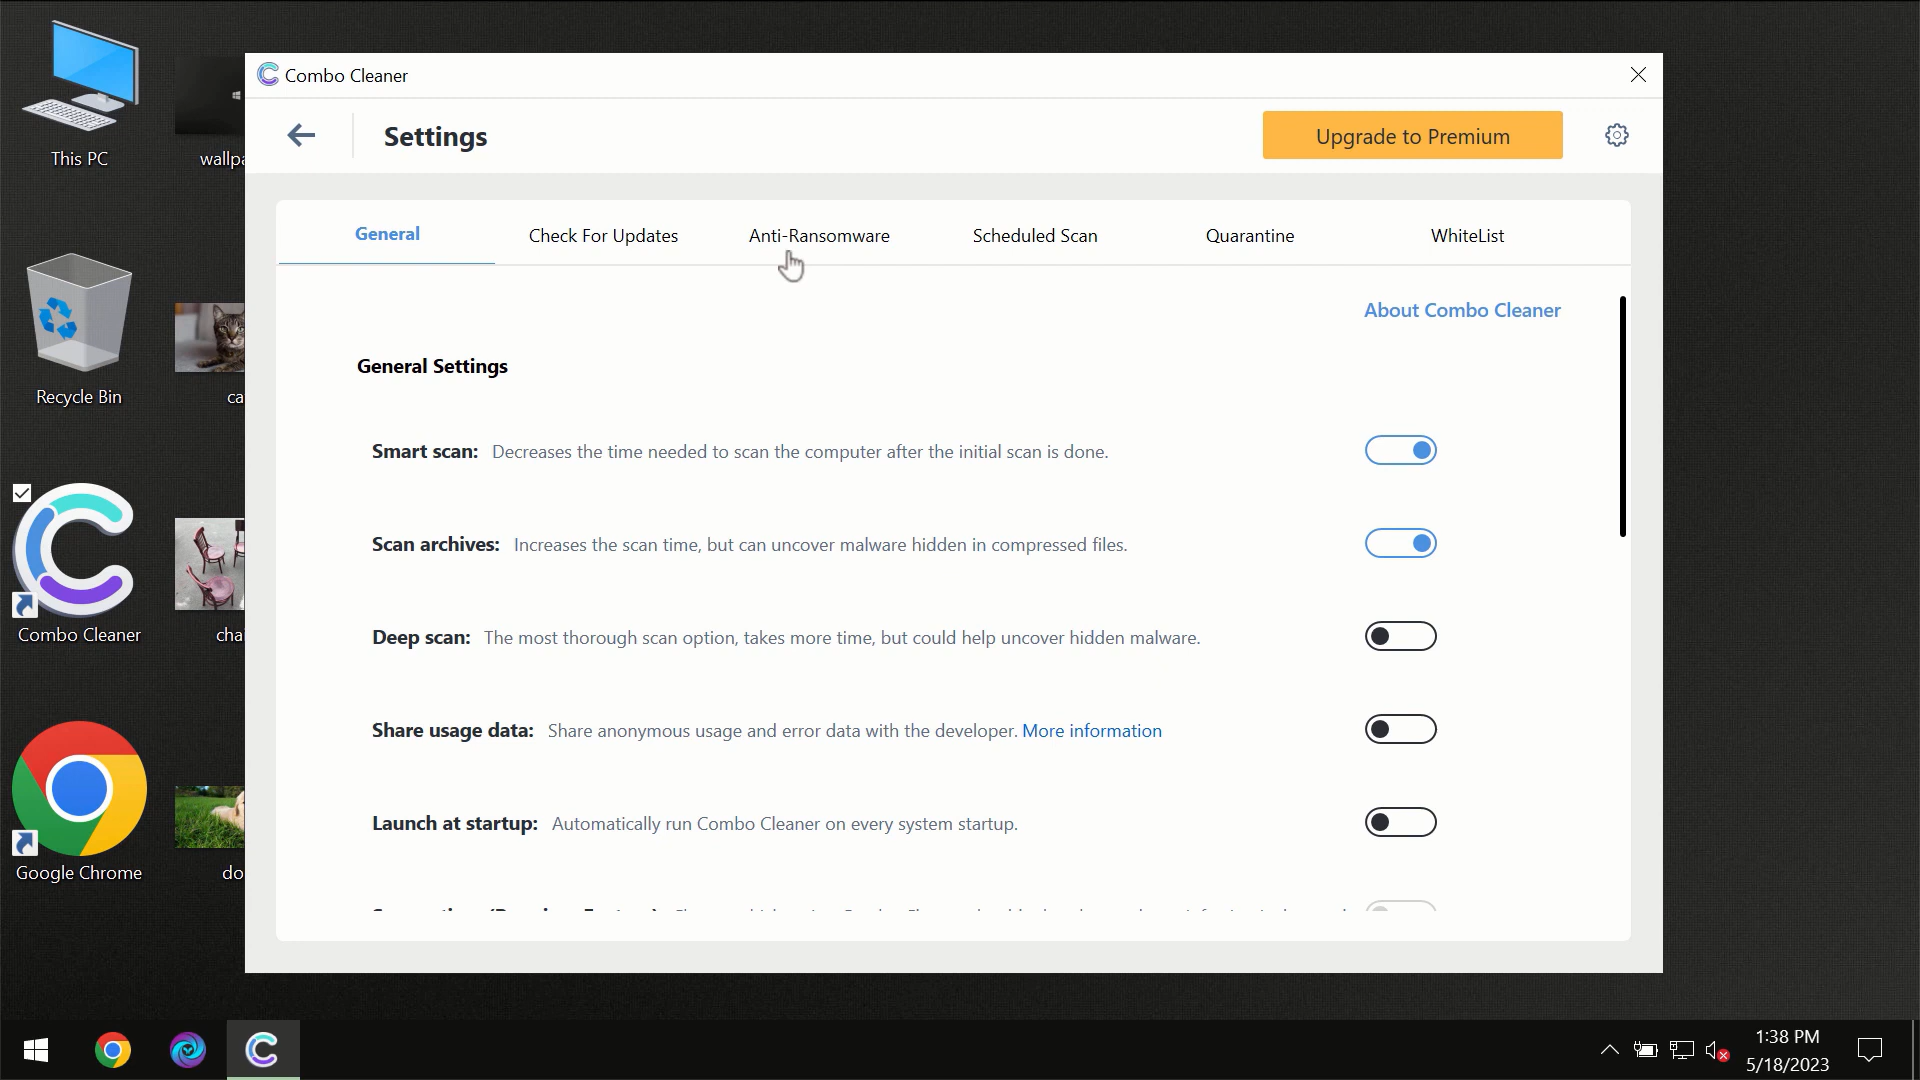 Combo Cleaner
Settings
Upgrade to Premium
General
Check For Updates
Anti-Ransomware
Scheduled Scan
Quarantine
WhiteList
About Combo Cleaner
General Settings
Smart scan: Decreases the time needed to scan the computer after the initial scan is done.
Scan archives: Increases the scan time, but can uncover malware hidden in compressed files.
Deep scan: The most thorough scan option, takes more time, but could help uncover hidden malware.
Share usage data: Share anonymous usage and error data with the developer. More information
Launch at startup: Automatically run Combo Cleaner on every system startup.
This PC
wallpa
Recycle Bin
ca
Combo Cleaner
chai
Google Chrome
do
1:38 PM
5/18/2023